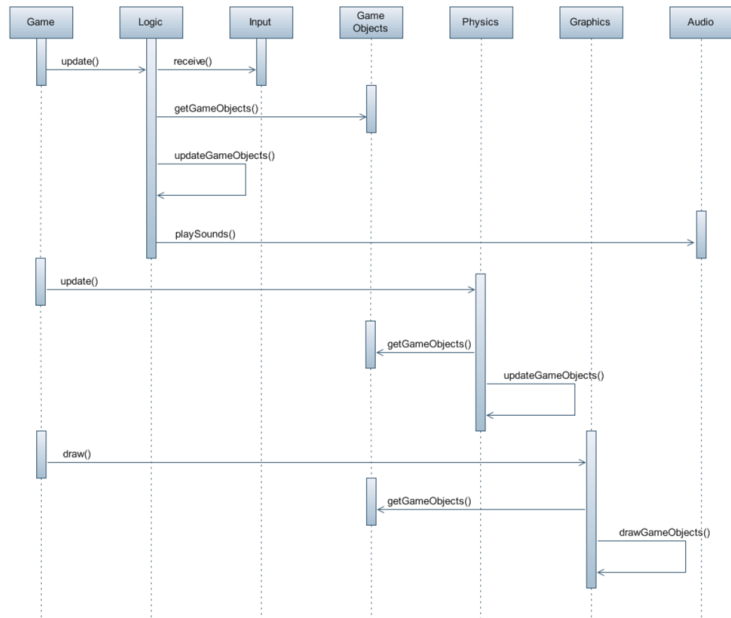 Game
Logic
Input
Game
Objects
Physics
Graphics
Audio
update()
receive()
getGameObjects()
updateGameObjects()
playSounds()
update()
getGameObjects()
updateGameObjects()
draw()
getGameObjects()
drawGameObjects()